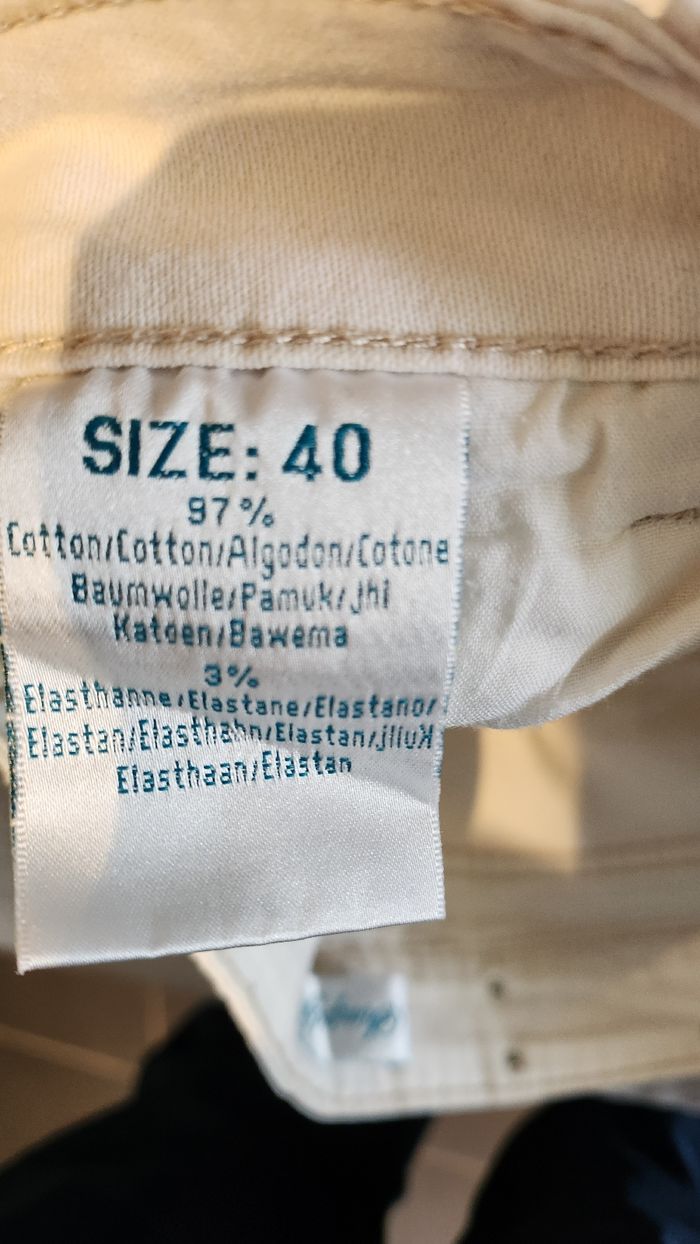 SIZE: 40
97%
Cotton/Cotton/Algodon/Cotone
Baumwolle/Pamuk/jhi
Katoen/Bawema
3%
Elasthanne/Elastane/Elastano/
Elastan/Elasthahn/Elastan/jlluK
Elasthaan/Elastan